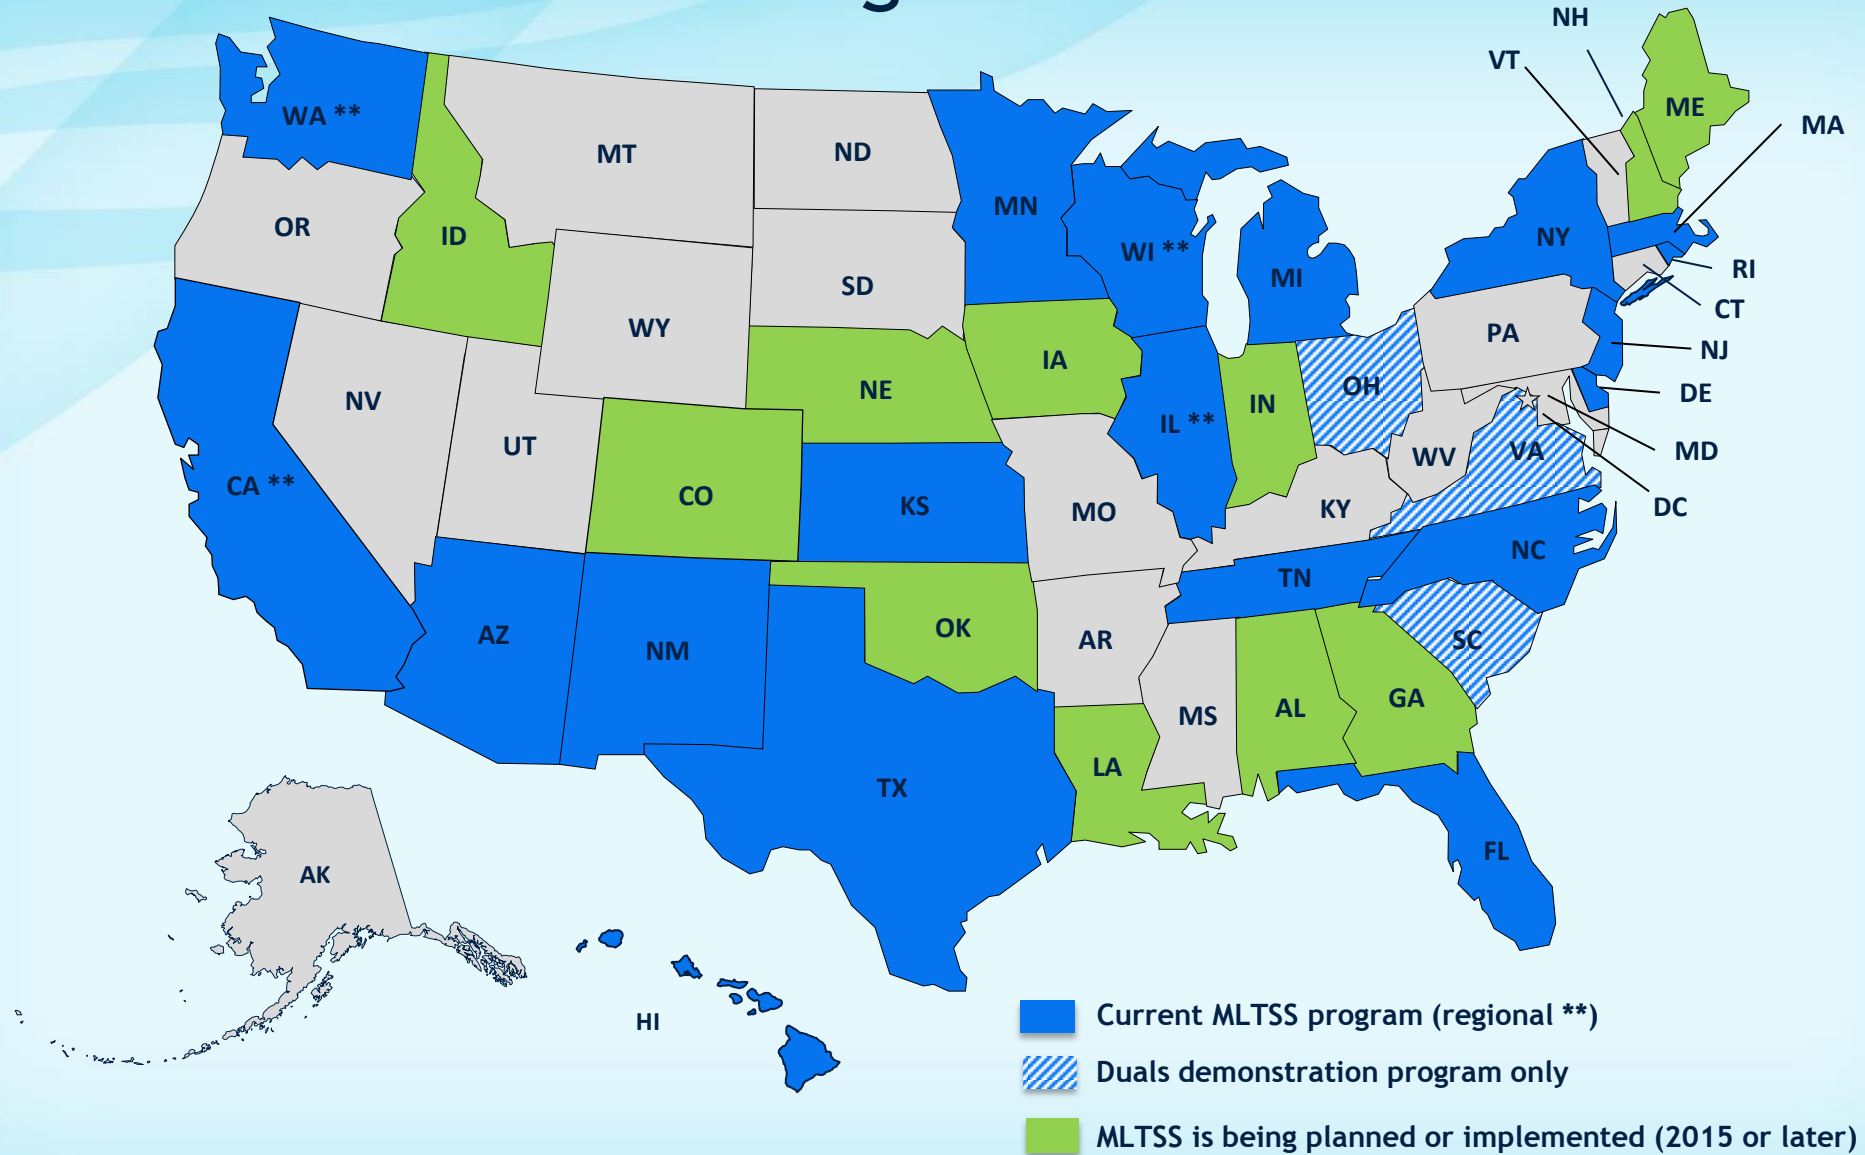 NH
VT
ME
MA
WA **
MT
ND
MN
OR
ID
SD
WI **
MI
NY
RI
CT
WY
PA
NJ
NV
NE
IA
OH
DE
UT
IL **
IN
MD
CA **
CO
KS
MO
KY
WV
VA
DC
AZ
NM
OK
AR
TN
NC
SC
MS
AL
GA
TX
LA
FL
AK
HI
Current MLTSS program (regional **)
Duals demonstration program only
MLTSS is being planned or implemented (2015 or later)